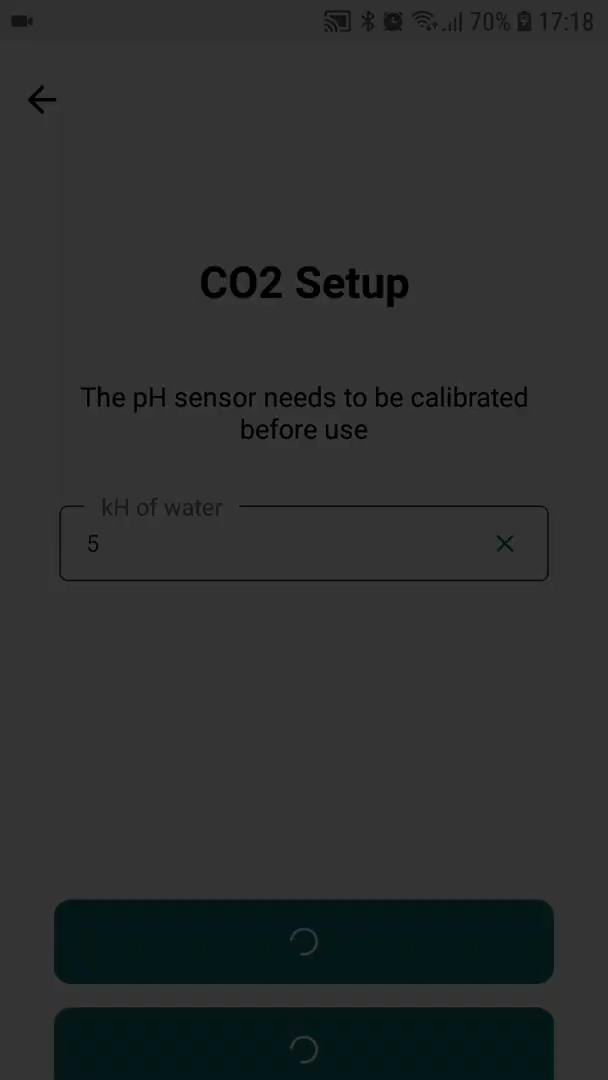 70% 17:18
CO2 Setup
The pH sensor needs to be calibrated
before use
kH of water
5